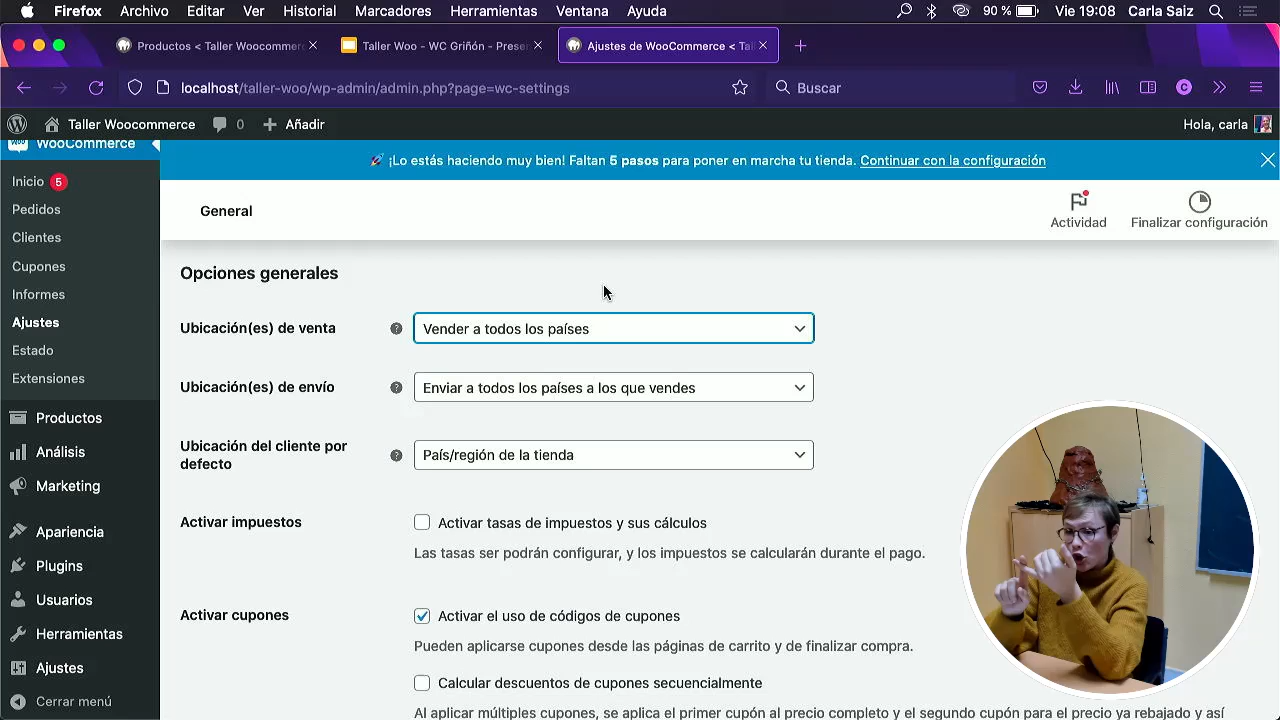 Firefox Archivo Editar Ver Historial Marcadores Herramientas Ventana Ayuda 90 % Vie 19:08 Carla Saiz
Productos < Taller Woocommer Taller Woo - WC Griñón - Prese Ajustes de WooCommerce < Tal
localhost/taller-woo/wp-admin/admin.php?page=wc-settings Buscar
Taller Woocommerce 0 Añadir Hola, carla
WooCommerce
¡Lo estás haciendo muy bien! Faltan 5 pasos para poner en marcha tu tienda. Continuar con la configuración
Inicio 5
Pedidos
Clientes
Cupones
Informes
Ajustes
Estado
Extensiones
Productos
Análisis
Marketing
Apariencia
Plugins
Usuarios
Herramientas
Ajustes
Cerrar menú
General
Actividad
Finalizar configuración
Opciones generales
Ubicación(es) de venta ? Vender a todos los países
Ubicación(es) de envío ? Enviar a todos los países a los que vendes
Ubicación del cliente por
defecto ? País/región de la tienda
Activar impuestos Activar tasas de impuestos y sus cálculos
Las tasas ser podrán configurar, y los impuestos se calcularán durante el pago.
Activar cupones Activar el uso de códigos de cupones
Pueden aplicarse cupones desde las páginas de carrito y de finalizar compra.
Calcular descuentos de cupones secuencialmente
Al aplicar múltiples cupones, se aplica el primer cupón al precio completo y el segundo cupón para el precio ya rebajado y así